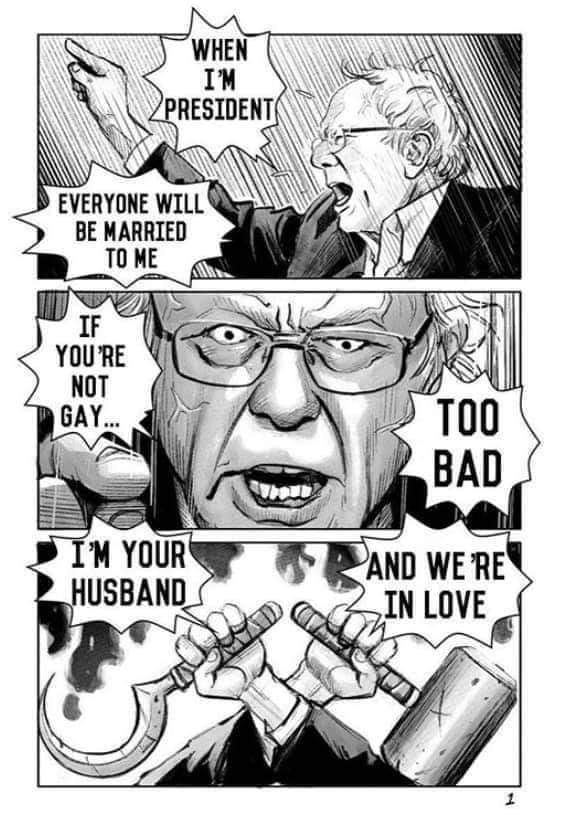 WHEN
I'M
PRESIDENT
EVERYONE WILL
BE MARRIED
TO ME
IF
YOU'RE
NOT
GAY...
TOO
BAD
I'M YOUR
HUSBAND
AND WE'RE
IN LOVE
1